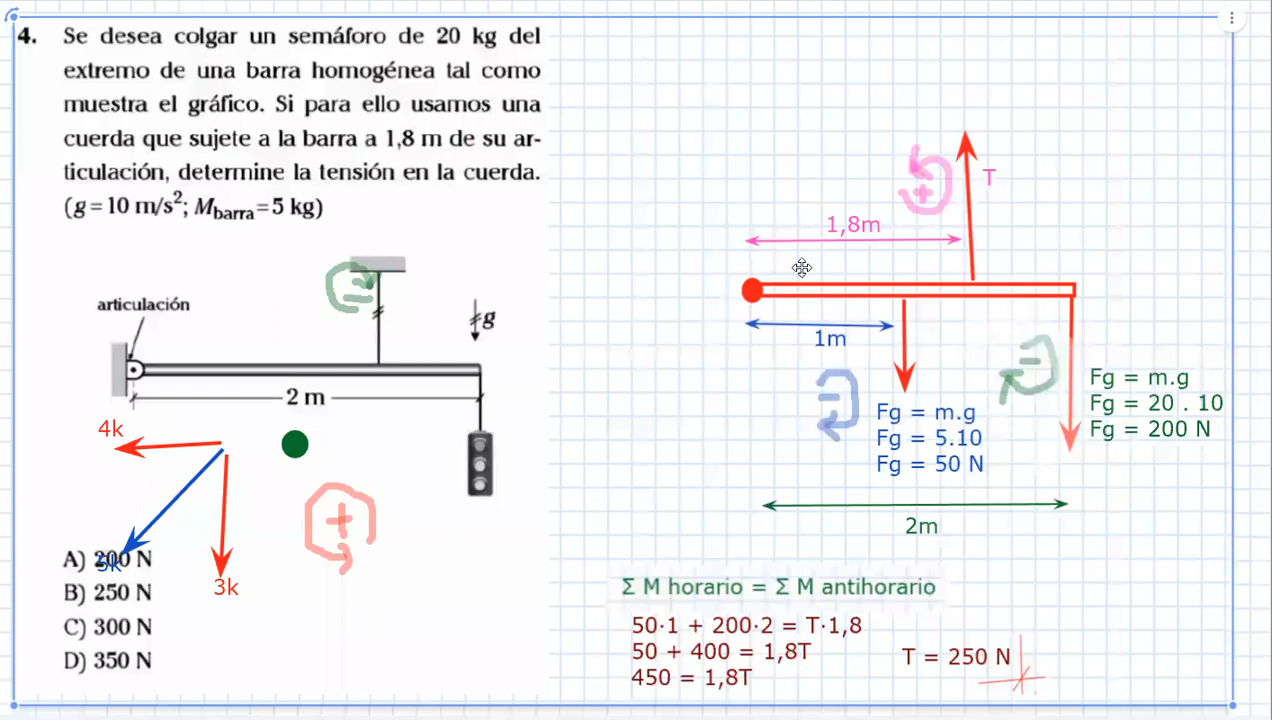 4. Se desea colgar un semáforo de 20 kg del
extremo de una barra homogénea tal como
muestra el gráfico. Si para ello usamos una
cuerda que sujete a la barra a 1,8 m de su ar-
ticulación, determine la tensión en la cuerda.
(g=10 m/s²; Mbarra=5 kg)
articulación
g
2 m
4k
5k
3k
+
A) 200 N
B) 250 N
C) 300 N
D) 350 N
T
+
1,8m
1m
Fg = m.g
Fg = 5.10
Fg = 50 N
Fg = m.g
Fg = 20 . 10
Fg = 200 N
2m
Σ M horario = Σ M antihorario
50·1 + 200·2 = T·1,8
50 + 400 = 1,8T
450 = 1,8T
T = 250 N